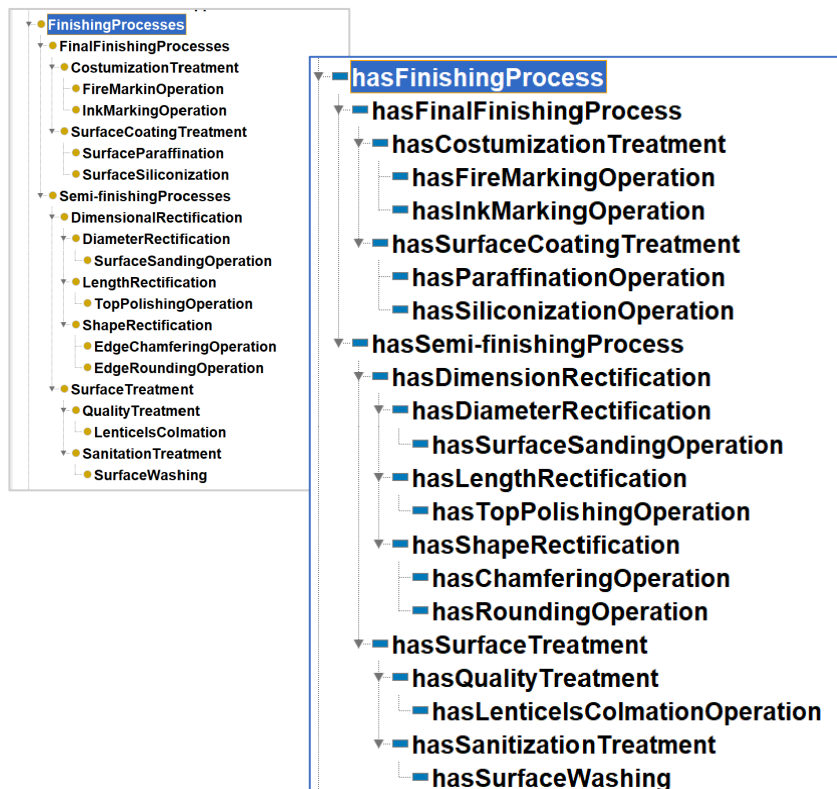 FinishingProcesses
FinalFinishingProcesses
CostumizationTreatment
FireMarkinOperation
InkMarkingOperation
SurfaceCoatingTreatment
SurfaceParaffination
SurfaceSiliconization
Semi-finishingProcesses
DimensionalRectification
DiameterRectification
SurfaceSandingOperation
LengthRectification
TopPolishingOperation
ShapeRectification
EdgeChamferingOperation
EdgeRoundingOperation
SurfaceTreatment
QualityTreatment
LenticelsColmation
SanitationTreatment
SurfaceWashing
hasFinishingProcess
hasFinalFinishingProcess
hasCostumizationTreatment
hasFireMarkingOperation
hasInkMarkingOperation
hasSurfaceCoatingTreatment
hasParaffinationOperation
hasSiliconizationOperation
hasSemi-finishingProcess
hasDimensionRectification
hasDiameterRectification
hasSurfaceSandingOperation
hasLengthRectification
hasTopPolishingOperation
hasShapeRectification
hasChamferingOperation
hasRoundingOperation
hasSurfaceTreatment
hasQualityTreatment
hasLenticelsColmationOperation
hasSanitizationTreatment
hasSurfaceWashing